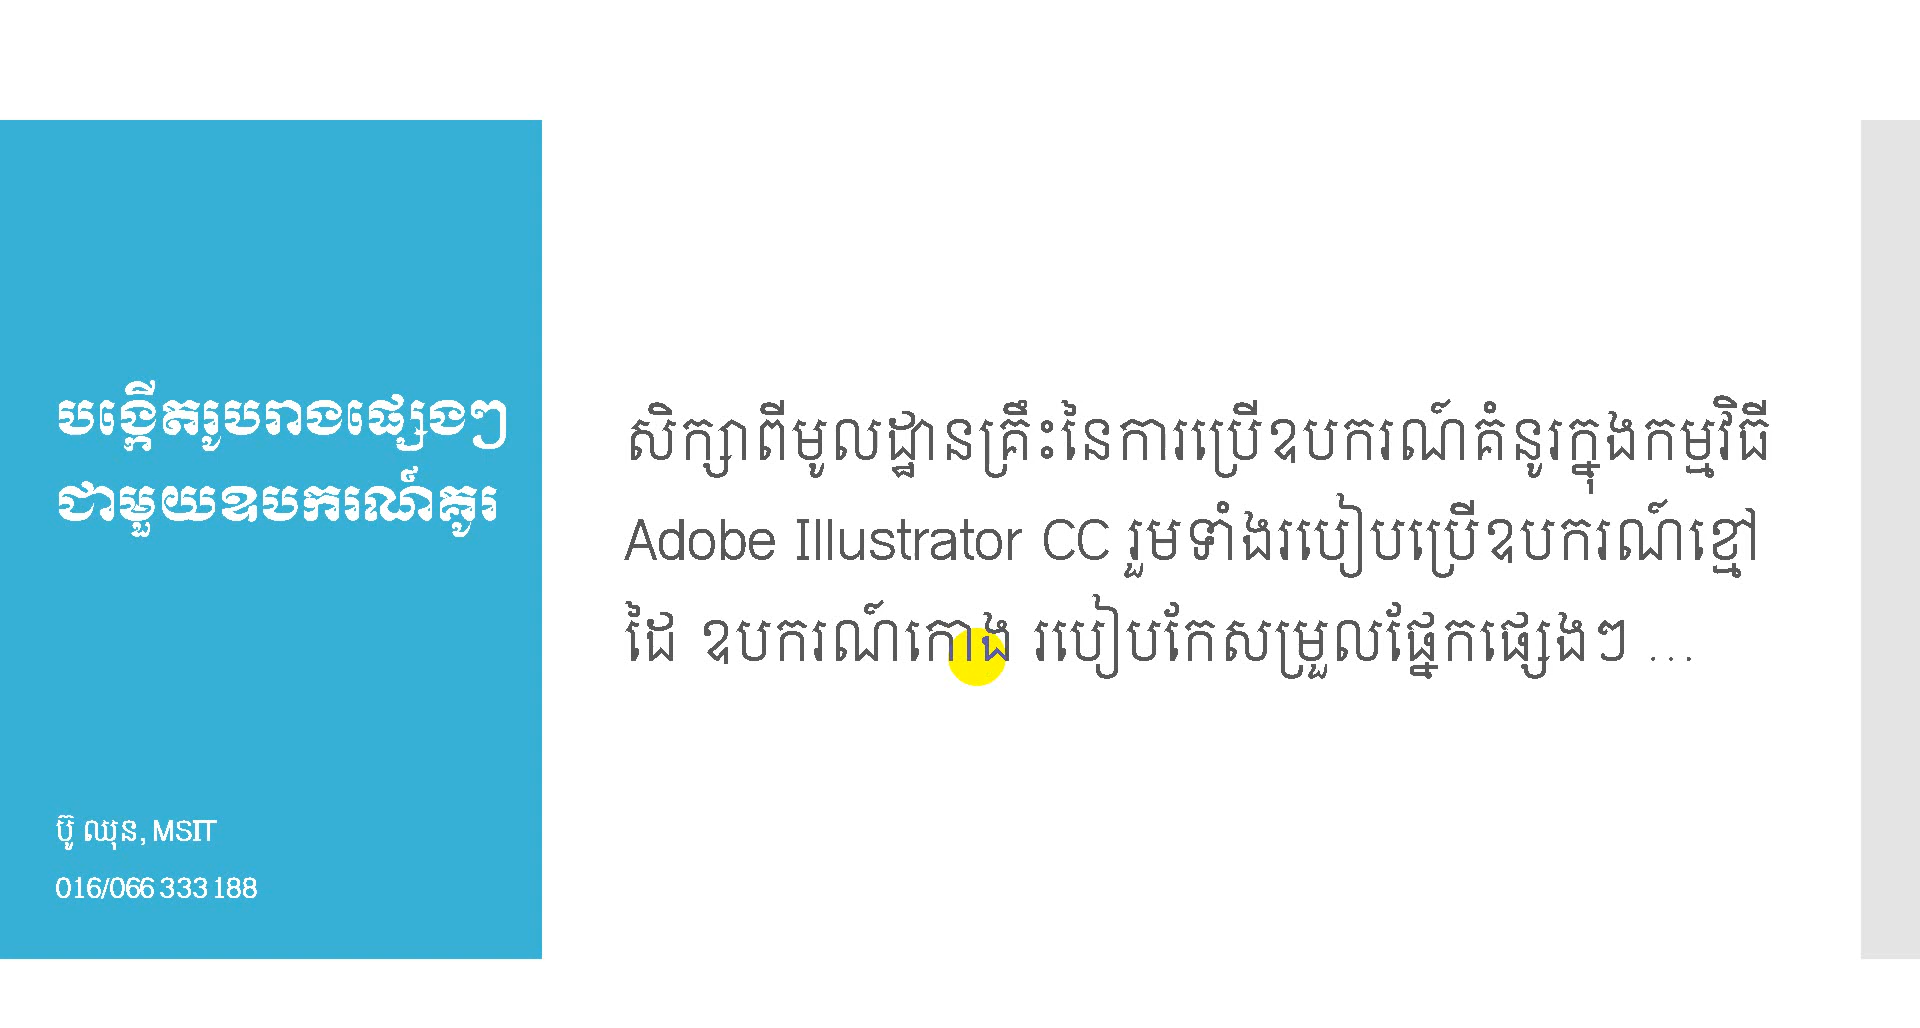 បង្កើតរូបរាងផ្សេងៗ
ជាមួយឧបករណ៍គូរ
ប៊ូ ឈុន, MSIT
016/066 333 188
សិក្សាពីមូលដ្ឋានគ្រឹះនៃការប្រើឧបករណ៍គំនូរក្នុងកម្មវិធី
Adobe Illustrator CC រួមទាំងរបៀបប្រើឧបករណ៍ខ្មៅ
ដៃ ឧបករណ៍កោង របៀបកែសម្រួលផ្នែកផ្សេងៗ ...